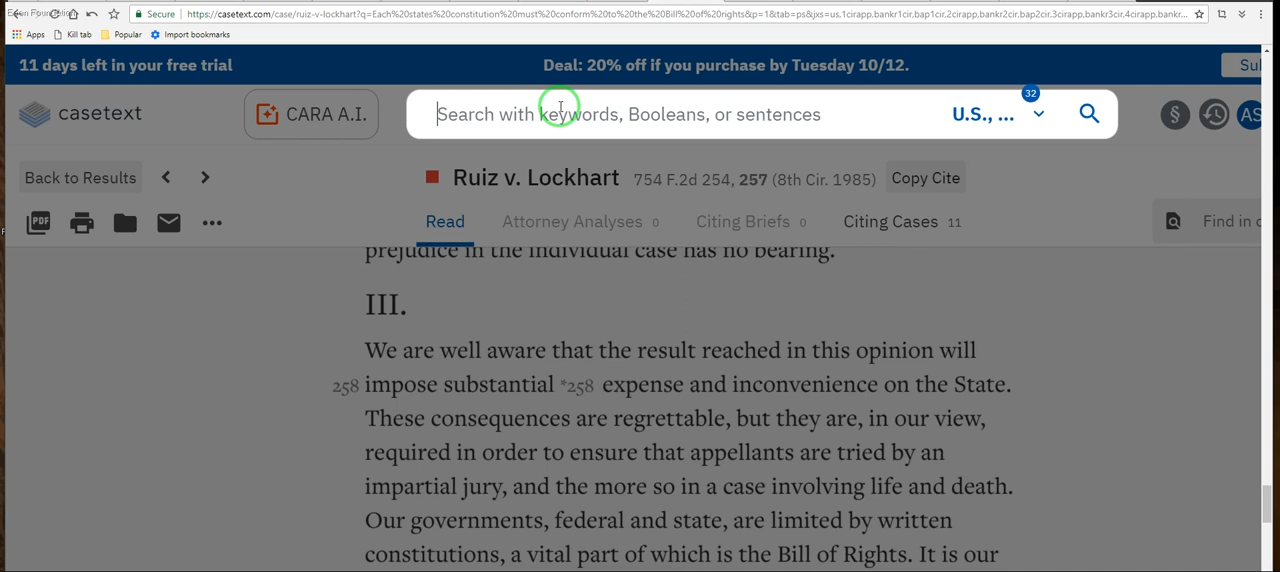 Secure https://casetext.com/case/ruiz-v-lockhart?q=Each%20states%20constitution%20must%20conform%20to%20the%20Bill%20of%20rights&p=1&tab=ps&jxs=us,1cirapp,bankr1cir,bap1cir,2cirapp,bankr2cir,bap2cir,3cirapp,bankr3cir,4cirapp,bankr...
Apps Kill tab Popular Import bookmarks
11 days left in your free trial Deal: 20% off if you purchase by Tuesday 10/12.
32
casetext CARA A.I. Search with keywords, Booleans, or sentences U.S., ... § AS
Back to Results Ruiz v. Lockhart 754 F.2d 254, 257 (8th Cir. 1985) Copy Cite
PDF Read Attorney Analyses 0 Citing Briefs 0 Citing Cases 11 Find in
prejudice in the individual case has no bearing.
III.
We are well aware that the result reached in this opinion will
258 impose substantial *258 expense and inconvenience on the State.
These consequences are regrettable, but they are, in our view,
required in order to ensure that appellants are tried by an
impartial jury, and the more so in a case involving life and death.
Our governments, federal and state, are limited by written
constitutions, a vital part of which is the Bill of Rights. It is our